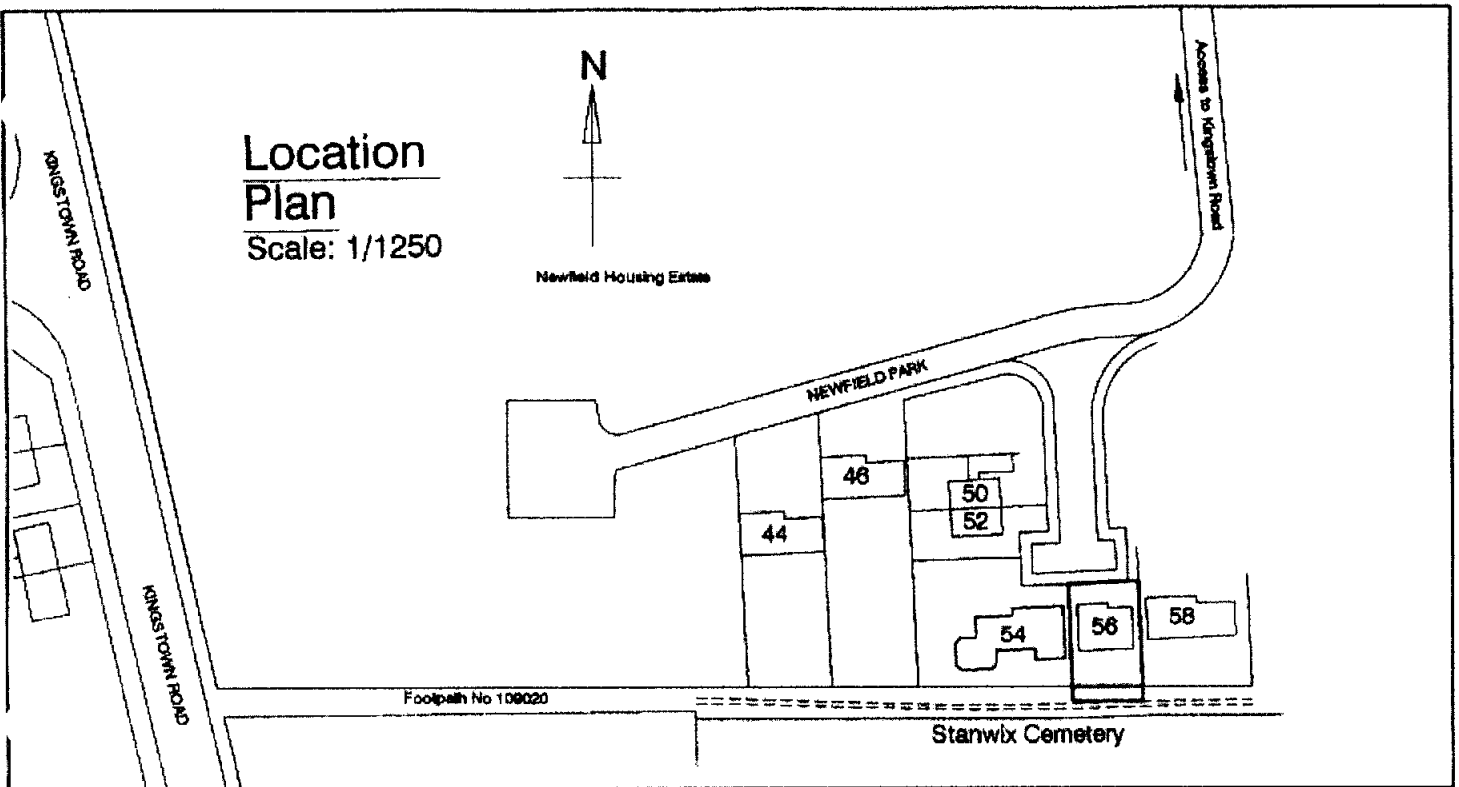 N
Location
Plan
Scale: 1/1250
Newfield Housing Estate
Access to Kingstown Road
KINGSTOWN ROAD
NEWFIELD PARK
46
50
44
52
54
56
58
KINGSTOWN ROAD
Footpath No 109020
Stanwix Cemetery